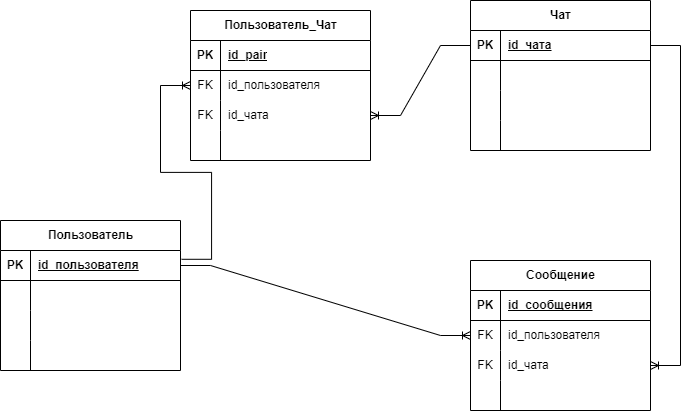 Пользователь_Чат
PK id_pair
FK id_пользователя
FK id_чата
Чат
PK id_чата
Пользователь
PK id_пользователя
Сообщение
PK id_сообщения
FK id_пользователя
FK id_чата